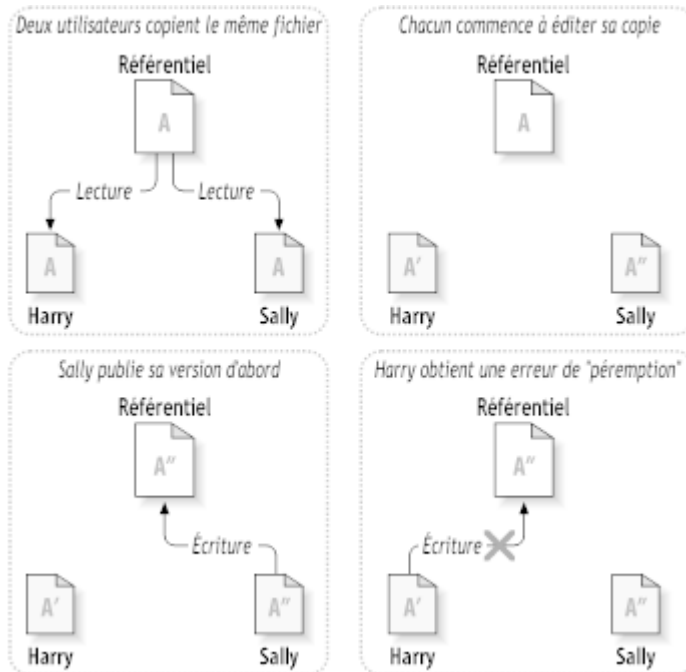 Deux utilisateurs copient le même fichier
Référentiel
A
Lecture
Lecture
A
A
Harry
Sally
Chacun commence à éditer sa copie
Référentiel
A
A'
A"
Harry
Sally
Sally publie sa version d'abord
Référentiel
A"
Écriture
A'
A"
Harry
Sally
Harry obtient une erreur de "péremption"
Référentiel
A"
Écriture
A'
A"
Harry
Sally